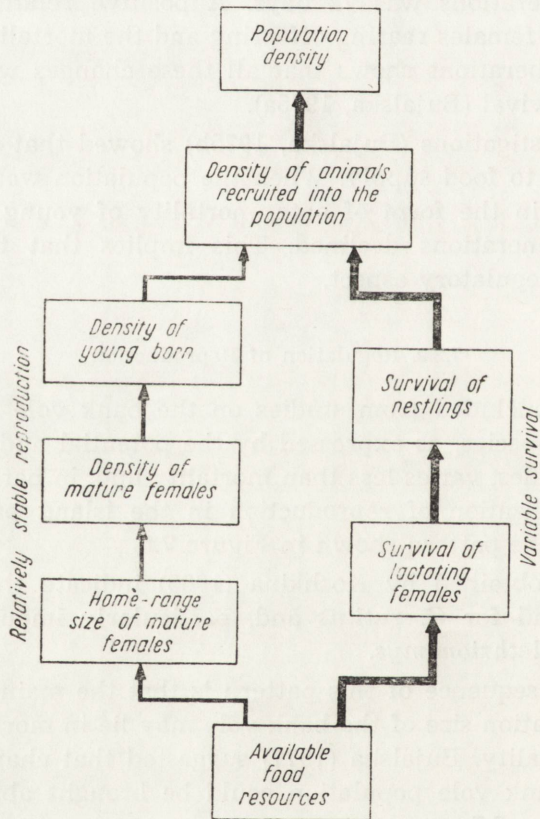 Population
density
Density of animals
recruited into the
population
Density of
young born
Survival of
nestlings
Density of
mature females
Survival of
lactating
females
Home-range
size of mature
females
Available
food
resources
Relatively stable reproduction
Variable survival